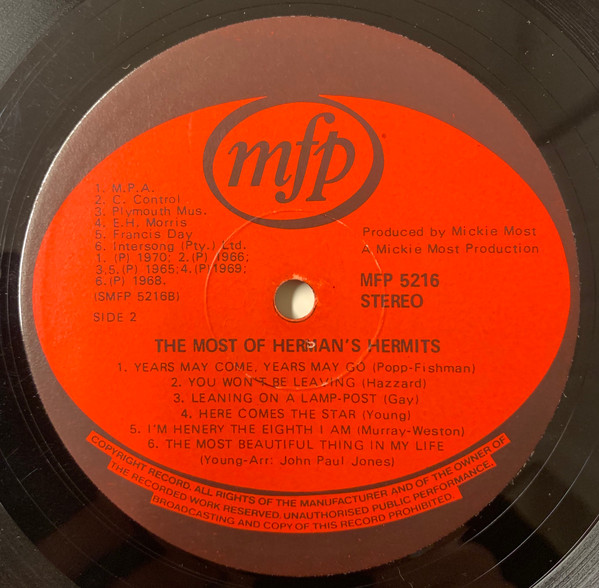 mfp
1. M.P.A.
2. C. Control
3. Plymouth Mus.
4. E.H. Morris
5. Francis Day
6. Intersong (Pty.) Ltd.
1. (P) 1970; 2.(P) 1966;
3.5.(P) 1965;4.(P) 1969;
6.(P) 1968.
(SMFP 5216B)
SIDE 2
Produced by Mickie Most
A Mickie Most Production
MFP 5216
STEREO
THE MOST OF HERMAN'S HERMITS
1. YEARS MAY COME, YEARS MAY GO (Popp-Fishman)
2. YOU WON'T BE LEAVING (Hazzard)
3. LEANING ON A LAMP-POST (Gay)
4. HERE COMES THE STAR (Young)
5. I'M HENERY THE EIGHTH I AM (Murray-Weston)
6. THE MOST BEAUTIFUL THING IN MY LIFE
(Young-Arr: John Paul Jones)
COPYRIGHT RECORD. ALL RIGHTS OF THE MANUFACTURER AND OF THE OWNER OF
THE RECORDED WORK RESERVED. UNAUTHORISED PUBLIC PERFORMANCE,
BROADCASTING AND COPY OF THIS RECORD PROHIBITED.